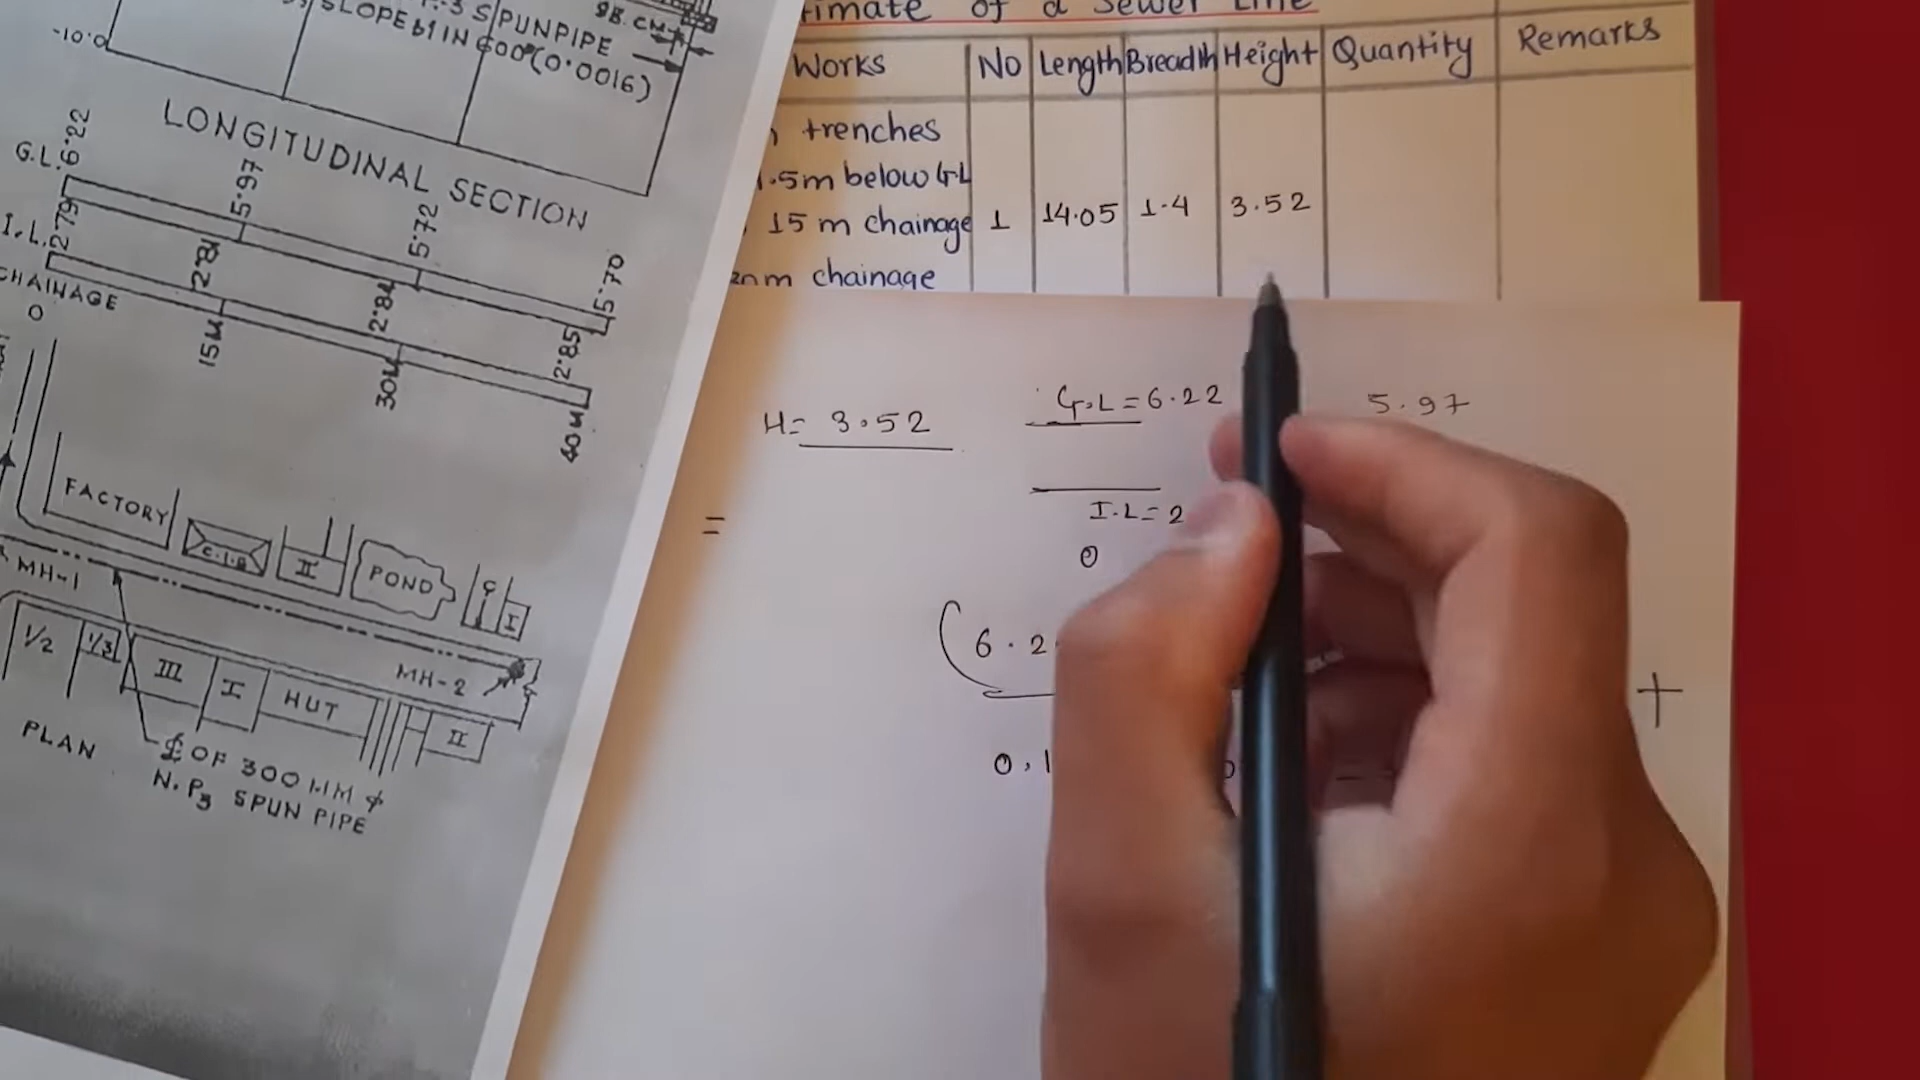 SPUN PIPE
98.CM
SLOPE 61 IN 600 (0.0016)
-10.0
LONGITUDINAL SECTION
G.L. 6.22 5.97 5.72 5.70
I.L. 2.79 2.81 2.84 2.85
CHAINAGE
0 15M 30M 40M
FACTORY
C.I.B
II
POND
C
I
MH-1
1/2
1/3
III
I
HUT
II
MH-2
PLAN
℄ OF 300 MM ϕ
N.P3 SPUN PIPE
of a Sewer Line
Works No Length Breadth Height Quantity Remarks
trenches
1.5m below G.L
15 m chainage 1 14.05 1.4 3.52
m chainage
H= 3.52
G.L = 6.22
5.97
I.L = 2
=
0
(6.2
+
0.1